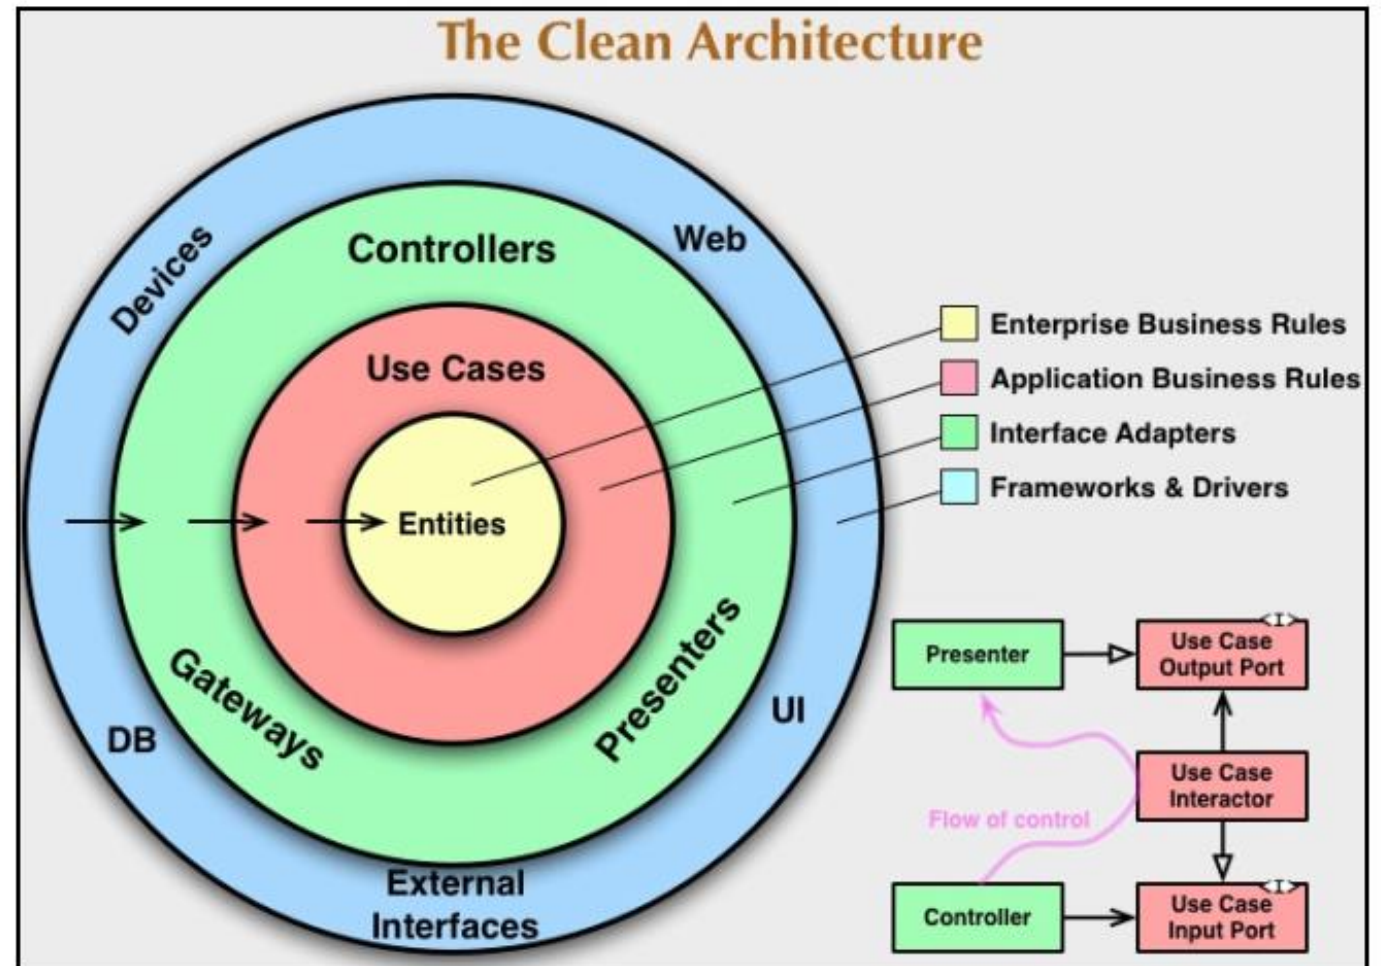 The Clean Architecture
Devices
Controllers
Web
Use Cases
Entities
Gateways
Presenters
DB
UI
External
Interfaces
Enterprise Business Rules
Application Business Rules
Interface Adapters
Frameworks & Drivers
Presenter
<I>
Use Case
Output Port
Use Case
Interactor
Flow of control
Controller
<I>
Use Case
Input Port